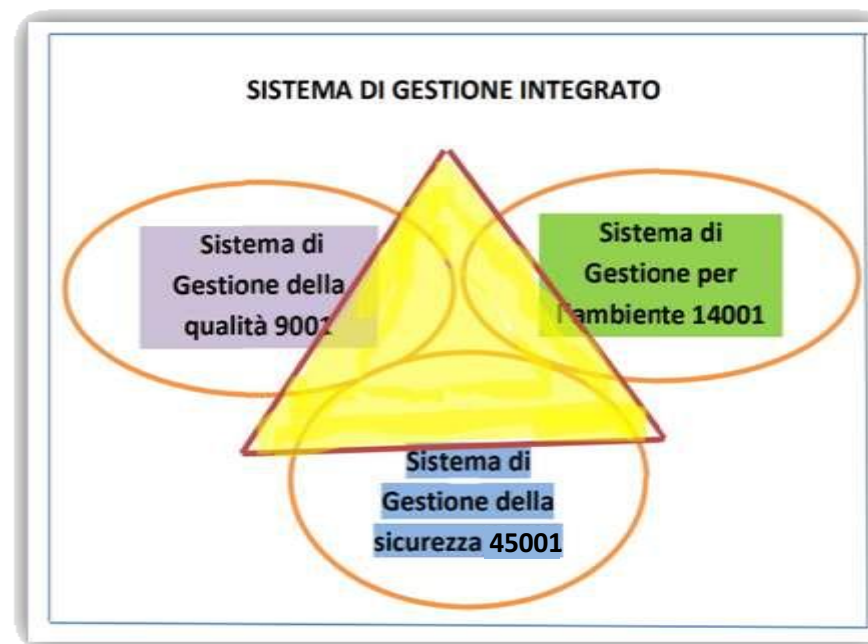 SISTEMA DI GESTIONE INTEGRATO
Sistema di
Gestione della
qualità 9001
Sistema di
Gestione per
l'ambiente 14001
Sistema di
Gestione della
sicurezza 45001